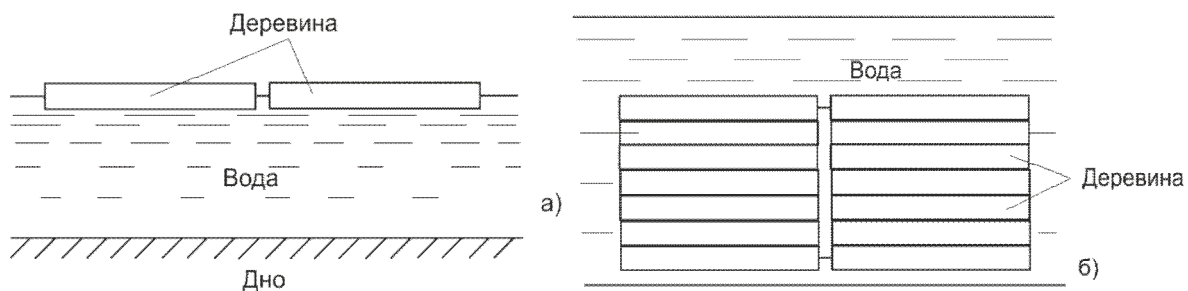 Деревина
Вода
а)
Дно
Вода
Деревина
б)